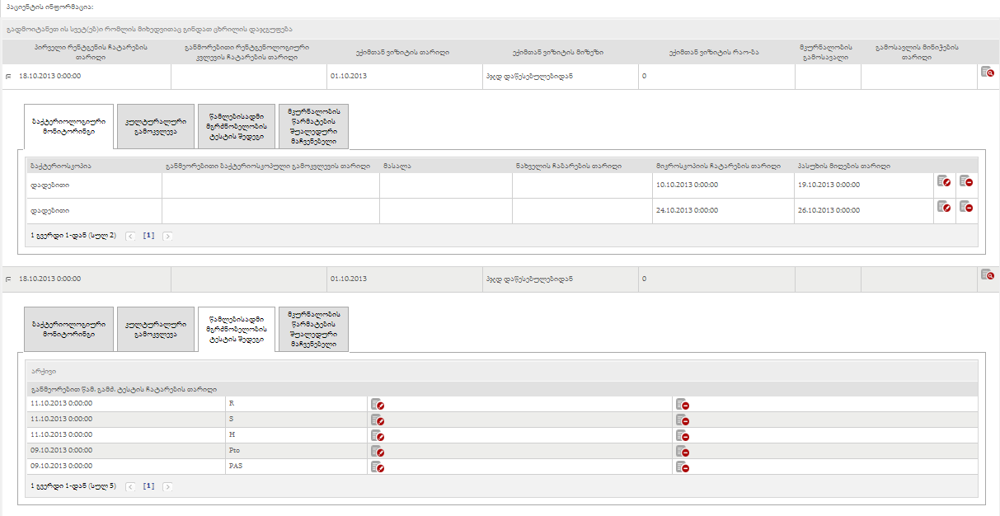 პაციენტის ინფორმაცია:
გადმოიტანეთ ის სვეტ(ებ)ი რომლის მიხედვითაც გინდათ ცხრილის დაჯგუფება
პირველი რენტგენის ჩატარების თარიღი
განმორებითი რენტგენოლოგიური კვლევის ჩატარების თარიღი
ექიმთან ვიზიტის თარიღი
ექიმთან ვიზიტის მიზეზი
ექიმთან ვიზიტის რაო-ბა
მკურნალობის გამოსავალი
გამოსავლის მინიჭების თარიღი
18.10.2013 0:00:00 01.10.2013 პჯდ დაწესებულებიდან 0
ბაქტერიოლოგიური მონიტორინგი
კულტურალური გამოკვლევა
წამლებისადმი მგრძნობელობის ტესტის შედეგი
მკურნალობის წარმატების შუალედური მაჩვენებელი
ბაქტერიოსკოპია განმეორებითი ბაქტერიოსკოპული გამოკვლევის თარიღი მასალა ნახველის ჩაბარების თარიღი მიკროსკოპიის ჩატარების თარიღი პასუხის მიღების თარიღი
დადებითი 10.10.2013 0:00:00 19.10.2013 0:00:00
დადებითი 24.10.2013 0:00:00 26.10.2013 0:00:00
1 გვერდი 1-დან (სულ 2) [1]
18.10.2013 0:00:00 01.10.2013 პჯდ დაწესებულებიდან 0
ბაქტერიოლოგიური მონიტორინგი
კულტურალური გამოკვლევა
წამლებისადმი მგრძნობელობის ტესტის შედეგი
მკურნალობის წარმატების შუალედური მაჩვენებელი
არქივი
განმეორებით წამ. გამძ. ტესტის ჩატარების თარიღი
11.10.2013 0:00:00 R
11.10.2013 0:00:00 S
11.10.2013 0:00:00 H
09.10.2013 0:00:00 Pto
09.10.2013 0:00:00 PAS
1 გვერდი 1-დან (სულ 5) [1]